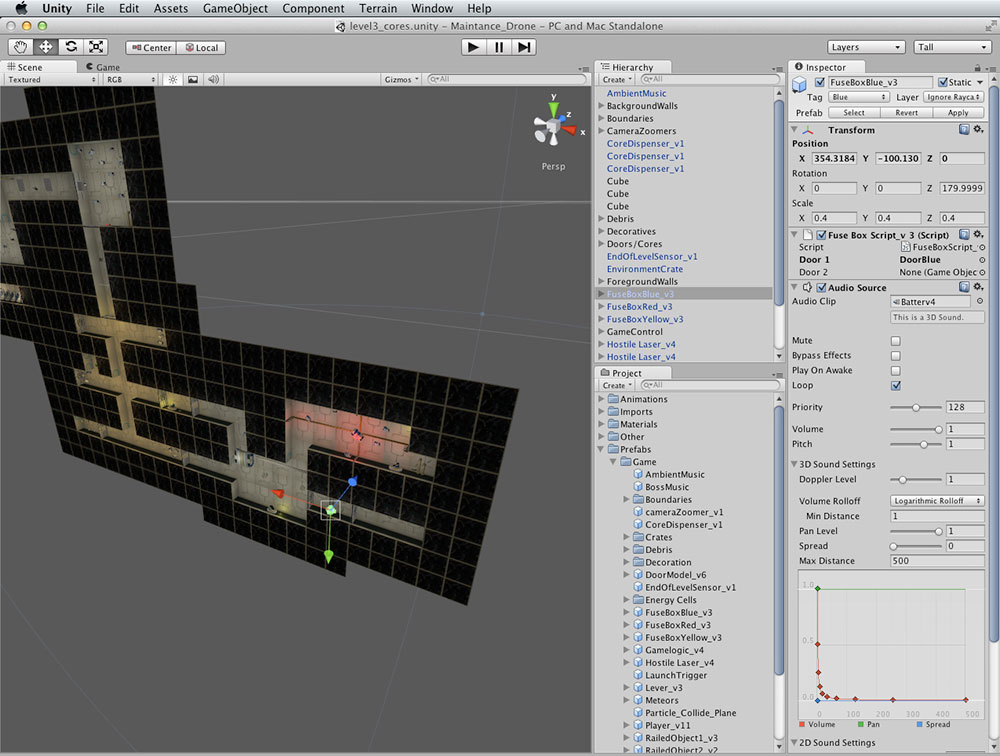 Unity File Edit Assets GameObject Component Terrain Window Help
level3_cores.unity – Maintance_Drone – PC and Mac Standalone
Center Local Layers Tall
Scene Game
Textured RGB Gizmos All
y
z
x
Persp
Hierarchy
Create All
AmbientMusic
BackgroundWalls
Boundaries
CameraZoomers
CoreDispenser_v1
CoreDispenser_v1
CoreDispenser_v1
Cube
Cube
Cube
Debris
Decoratives
Doors/Cores
EndOfLevelSensor_v1
EnvironmentCrate
ForegroundWalls
FuseBoxBlue_v3
FuseBoxRed_v3
FuseBoxYellow_v3
GameControl
Hostile Laser_v4
Hostile Laser_v4
Project
Create All
Animations
Imports
Materials
Other
Prefabs
Game
AmbientMusic
BossMusic
Boundaries
cameraZoomer_v1
CoreDispenser_v1
Crates
Debris
Decoration
DoorModel_v6
EndOfLevelSensor_v1
Energy Cells
FuseBoxBlue_v3
FuseBoxRed_v3
FuseBoxYellow_v3
Gamelogic_v4
Hostile Laser_v4
LaunchTrigger
Lever_v3
Meteors
Particle_Collide_Plane
Player_v11
RailedObject1_v3
RailedObject2_v2
Inspector
FuseBoxBlue_v3 Static
Tag Blue Layer Ignore Rayca
Prefab Select Revert Apply
Transform
Position
X 354.3184 Y -100.130 Z 0
Rotation
X 0 Y 0 Z 179.9999
Scale
X 0.4 Y 0.4 Z 0.4
Fuse Box Script_v 3 (Script)
Script FuseBoxScript_
Door 1 DoorBlue
Door 2 None (Game Objec
Audio Source
Audio Clip Battery4
This is a 3D Sound.
Mute
Bypass Effects
Play On Awake
Loop
Priority 128
Volume 1
Pitch 1
3D Sound Settings
Doppler Level 1
Volume Rolloff Logarithmic Rolloff
Min Distance 1
Pan Level 1
Spread 0
Max Distance 500
1.0
0.5
0.0
0 100 200 300 400 500
Volume Pan Spread
2D Sound Settings